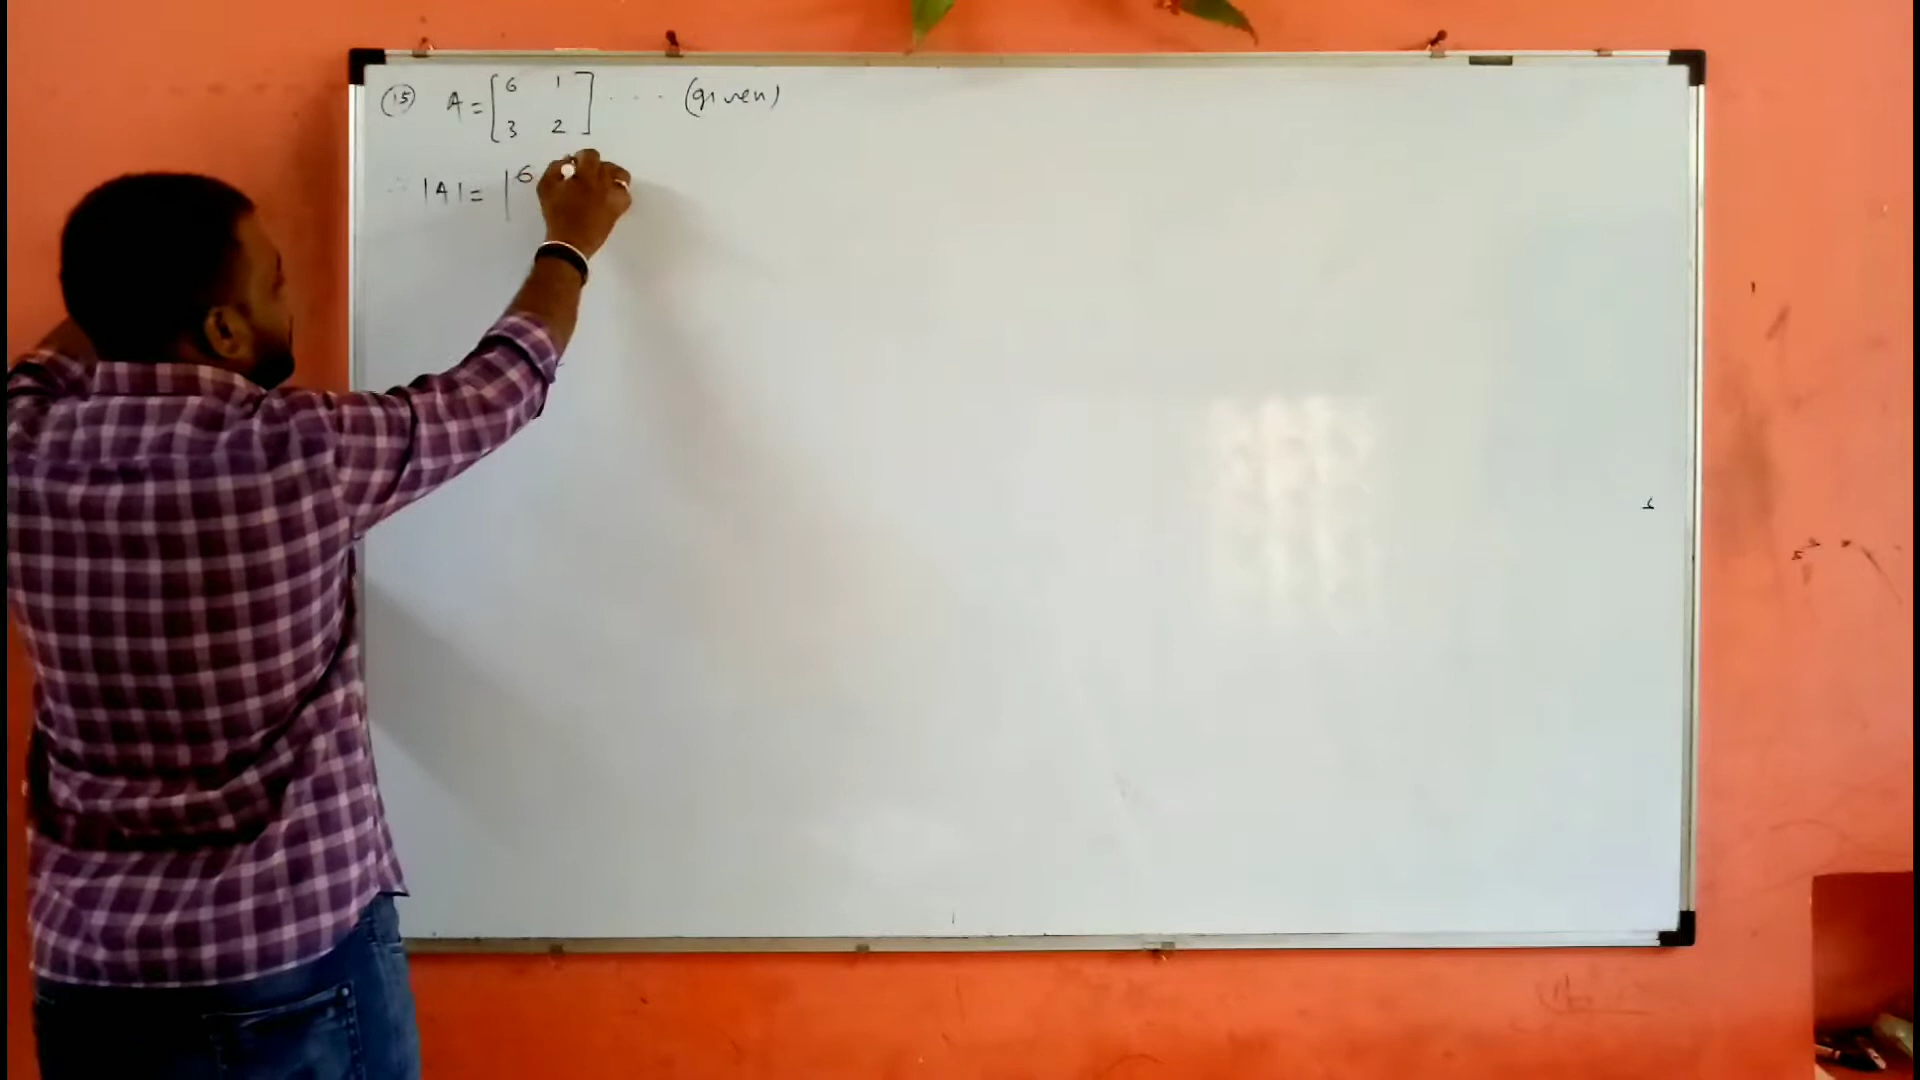 (15) A = [6 1 ... (given)
3 2]
∴ |A| = |6